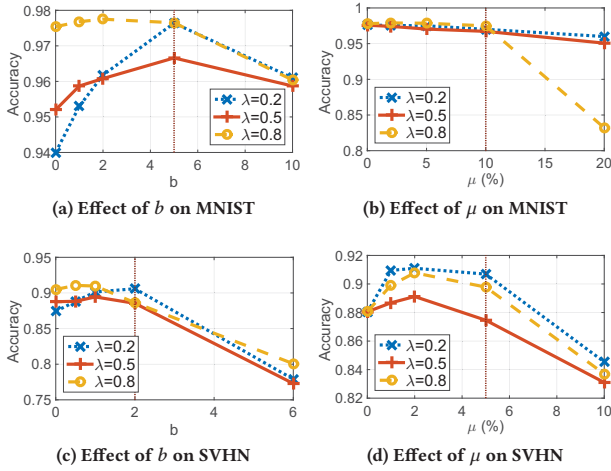 0.98
0.97
0.96
0.95
0.94
Accuracy
λ=0.2
λ=0.5
λ=0.8
0
2
4
6
8
10
b
(a) Effect of b on MNIST
1
0.95
0.9
0.85
0.8
Accuracy
λ=0.2
λ=0.5
λ=0.8
0
5
10
15
20
μ (%)
(b) Effect of μ on MNIST
0.95
0.9
0.85
0.8
0.75
Accuracy
λ=0.2
λ=0.5
λ=0.8
0
2
4
6
b
(c) Effect of b on SVHN
0.92
0.9
0.88
0.86
0.84
0.82
Accuracy
λ=0.2
λ=0.5
λ=0.8
0
2
4
6
8
10
μ (%)
(d) Effect of μ on SVHN